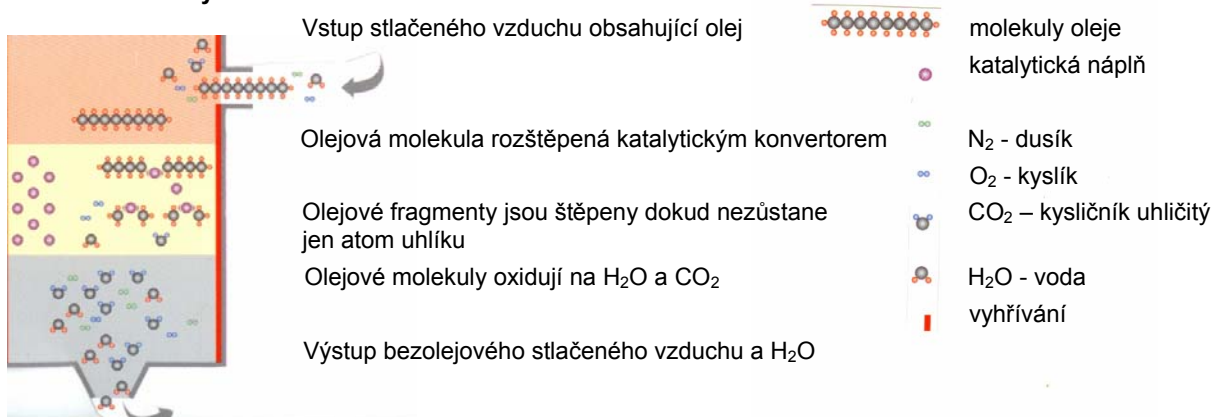 Vstup stlačeného vzduchu obsahující olej
Olejová molekula rozštěpená katalytickým konvertorem
Olejové fragmenty jsou štěpeny dokud nezůstane
jen atom uhlíku
Olejové molekuly oxidují na H₂O a CO₂
Výstup bezolejového stlačeného vzduchu a H₂O
molekuly oleje
katalytická náplň
N₂ - dusík
O₂ - kyslík
CO₂ – kysličník uhličitý
H₂O - voda
vyhřívání